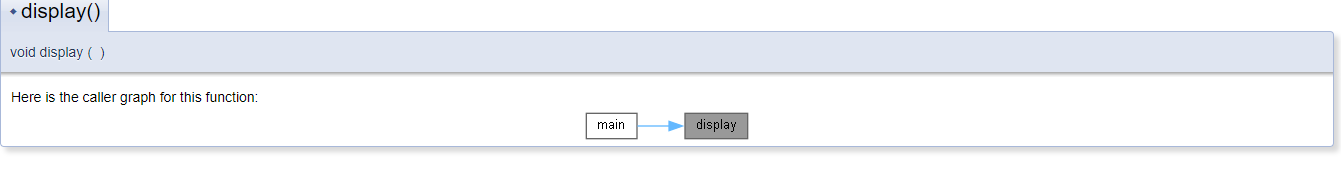 ◆ display()
void display ( )
Here is the caller graph for this function:
main display